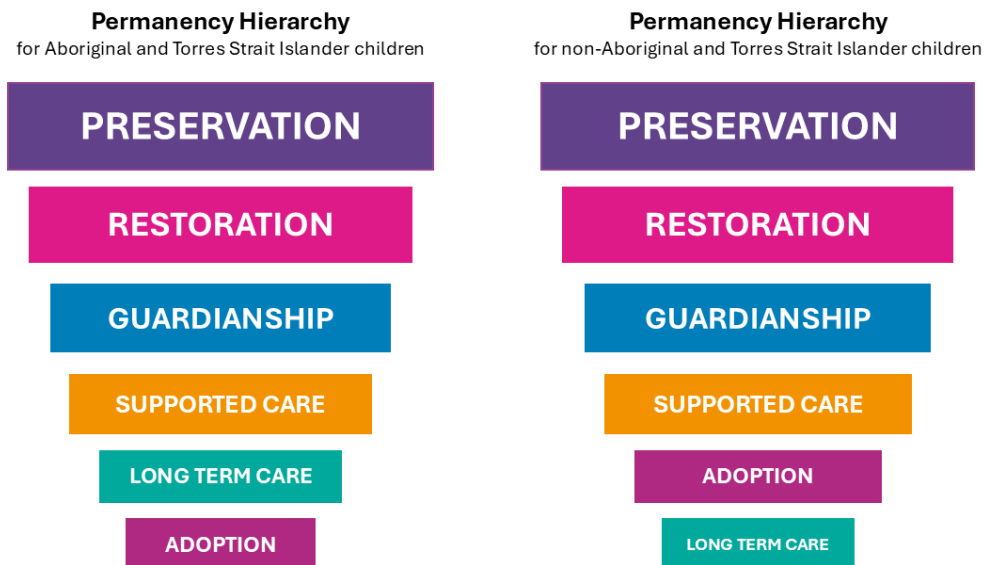 Permanency Hierarchy
for Aboriginal and Torres Strait Islander children
PRESERVATION
RESTORATION
GUARDIANSHIP
SUPPORTED CARE
LONG TERM CARE
ADOPTION
Permanency Hierarchy
for non-Aboriginal and Torres Strait Islander children
PRESERVATION
RESTORATION
GUARDIANSHIP
SUPPORTED CARE
ADOPTION
LONG TERM CARE